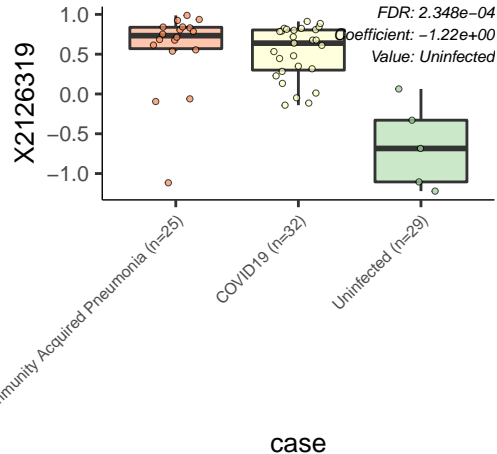 FDR: 2.348e−04
Coefficient: −1.22e+00
Value: Uninfected
X2126319
1.0
0.5
0.0
−0.5
−1.0
Acquired Pneumonia (n=25)
COVID19 (n=32)
Uninfected (n=29)
case